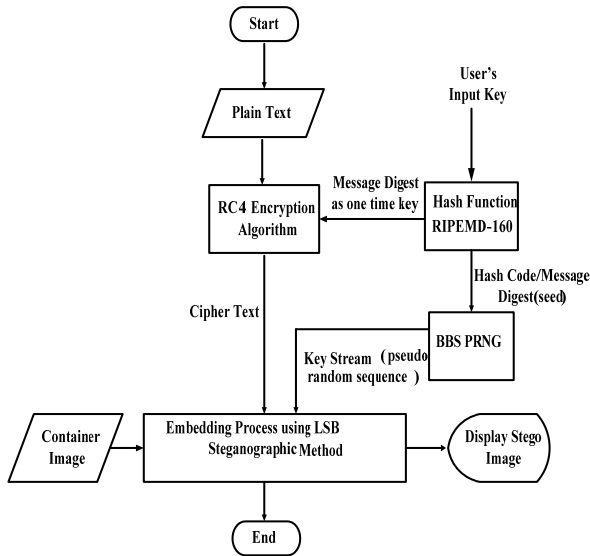 Start
Plain Text
User's
Input Key
RC4 Encryption
Algorithm
Message Digest
as one time key
Hash Function
RIPEMD-160
Hash Code/Message
Digest(seed)
Cipher Text
BBS PRNG
Key Stream (pseudo
random sequence )
Container
Image
Embedding Process using LSB
Steganographic Method
Display Stego
Image
End